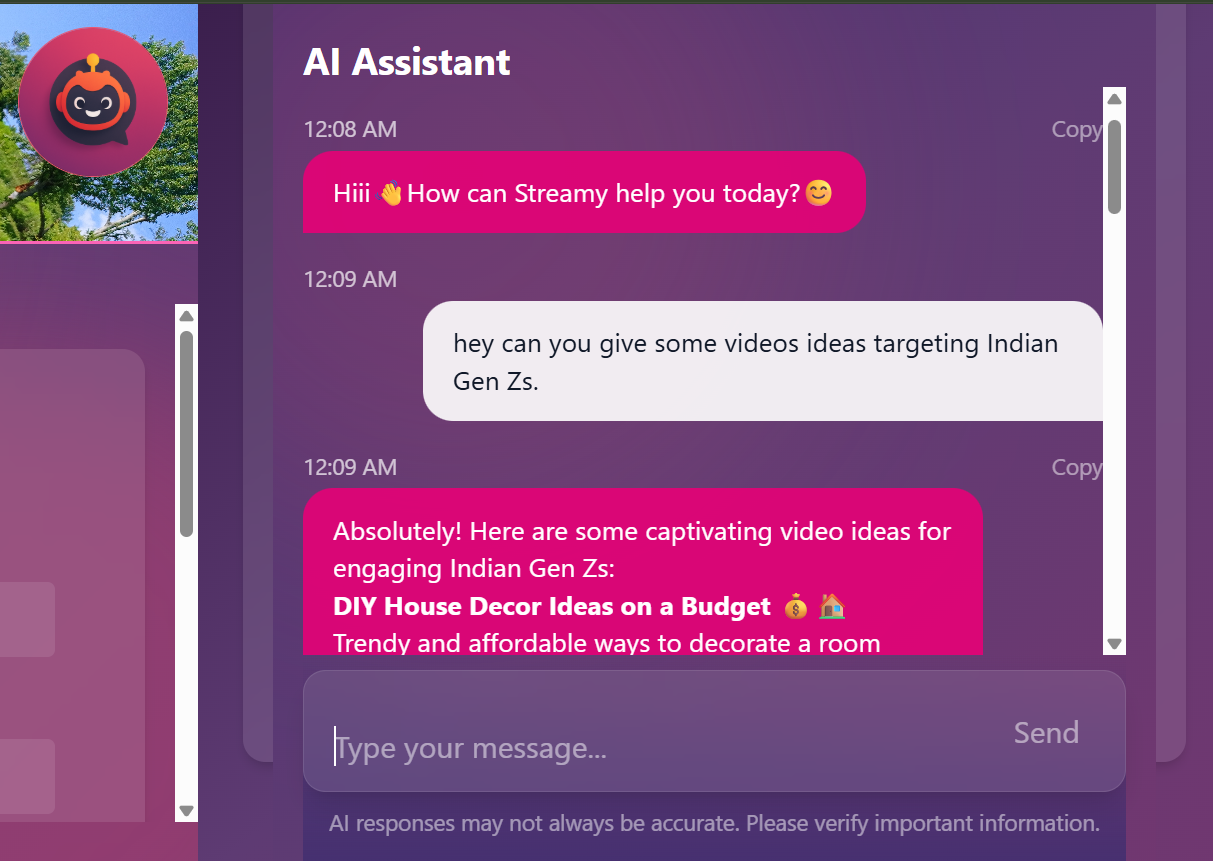 AI Assistant
12:08 AM
Copy
Hiii 👋How can Streamy help you today?😊
12:09 AM
hey can you give some videos ideas targeting Indian
Gen Zs.
12:09 AM
Copy
Absolutely! Here are some captivating video ideas for
engaging Indian Gen Zs:
DIY House Decor Ideas on a Budget 💰 🏠
Trendy and affordable ways to decorate a room
Type your message...
Send
AI responses may not always be accurate. Please verify important information.